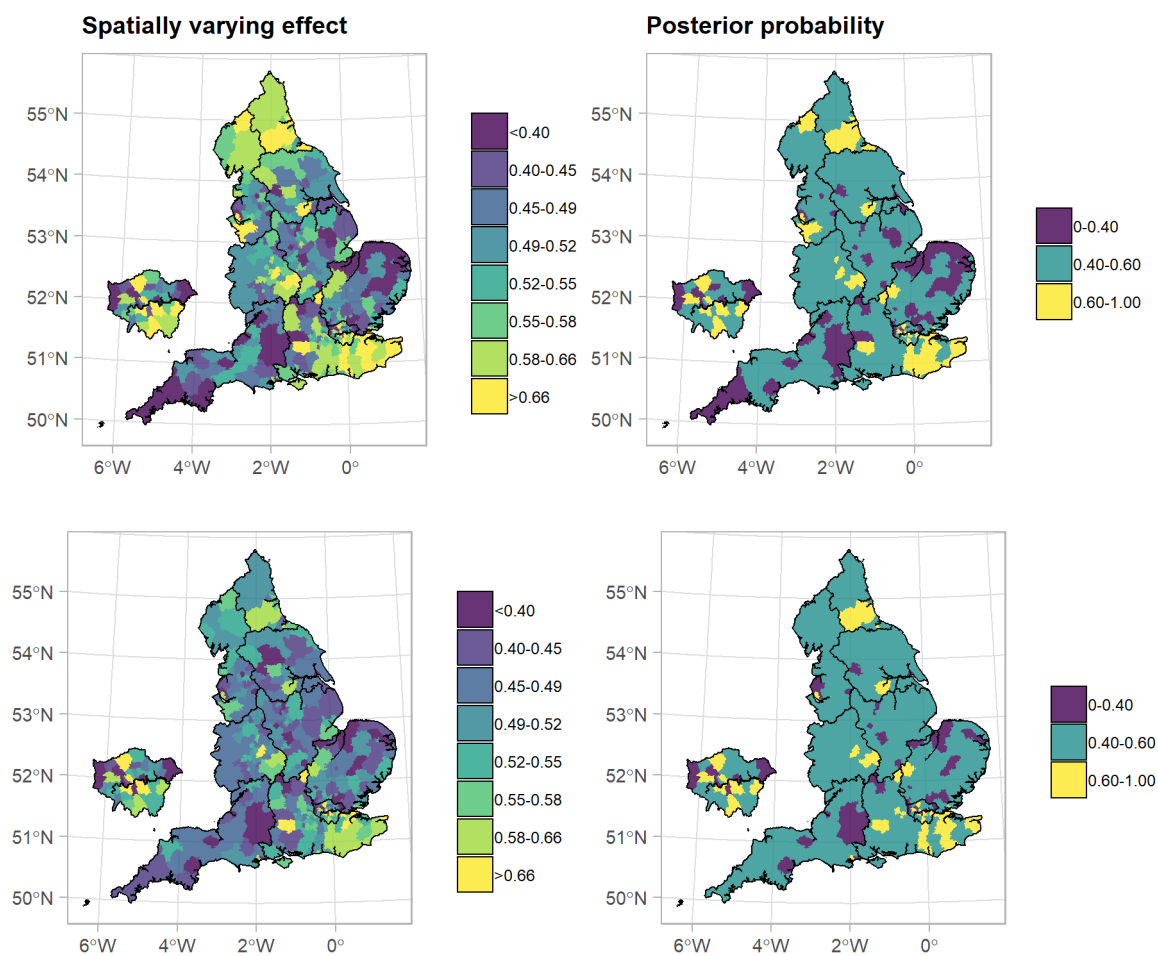 Spatially varying effect
55°N
54°N
53°N
52°N
51°N
50°N
6°W 4°W 2°W 0°
<0.40
0.40-0.45
0.45-0.49
0.49-0.52
0.52-0.55
0.55-0.58
0.58-0.66
>0.66
Posterior probability
55°N
54°N
53°N
52°N
51°N
50°N
6°W 4°W 2°W 0°
0-0.40
0.40-0.60
0.60-1.00
55°N
54°N
53°N
52°N
51°N
50°N
6°W 4°W 2°W 0°
<0.40
0.40-0.45
0.45-0.49
0.49-0.52
0.52-0.55
0.55-0.58
0.58-0.66
>0.66
55°N
54°N
53°N
52°N
51°N
50°N
6°W 4°W 2°W 0°
0-0.40
0.40-0.60
0.60-1.00